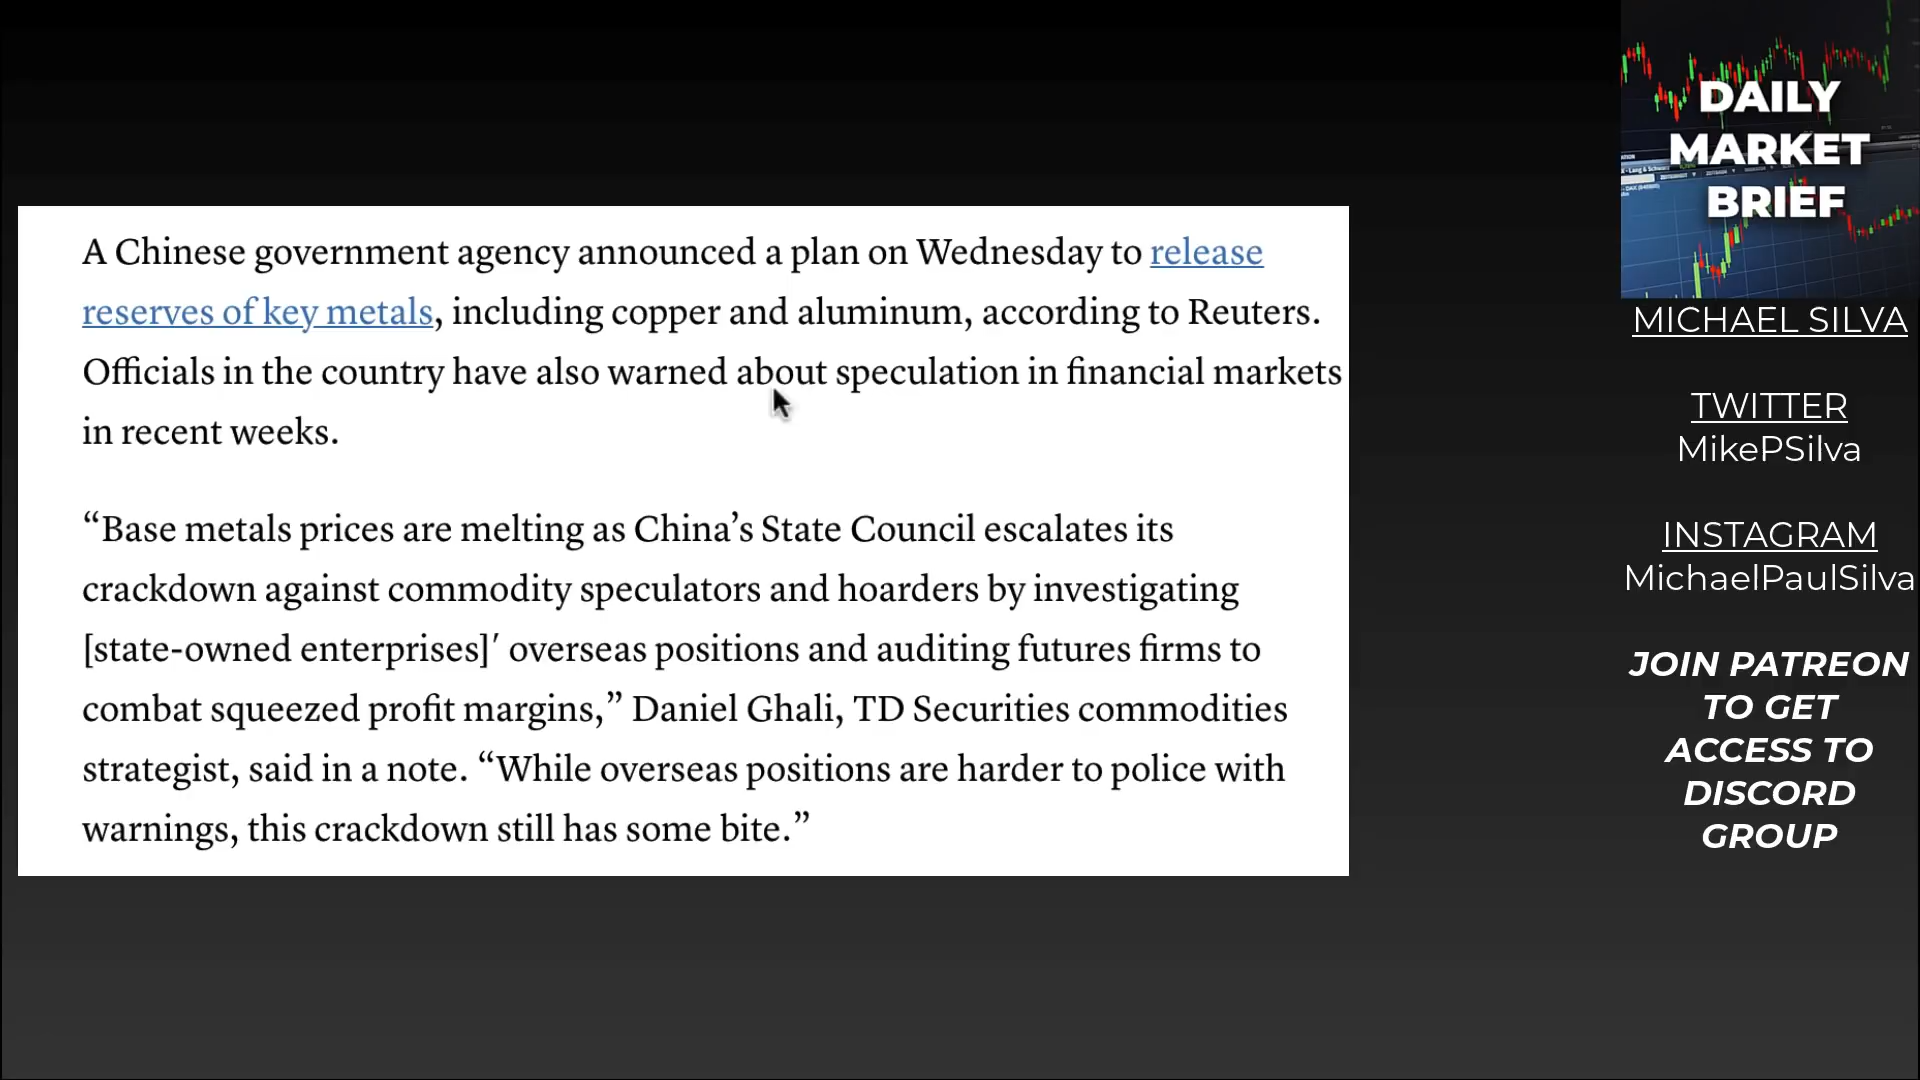 A Chinese government agency announced a plan on Wednesday to release
reserves of key metals, including copper and aluminum, according to Reuters.
Officials in the country have also warned about speculation in financial markets
in recent weeks.
“Base metals prices are melting as China’s State Council escalates its
crackdown against commodity speculators and hoarders by investigating
[state-owned enterprises]′ overseas positions and auditing futures firms to
combat squeezed profit margins,” Daniel Ghali, TD Securities commodities
strategist, said in a note. “While overseas positions are harder to police with
warnings, this crackdown still has some bite.”
DAILY
MARKET
BRIEF
MICHAEL SILVA
TWITTER
MikePSilva
INSTAGRAM
MichaelPaulSilva
JOIN PATREON
TO GET
ACCESS TO
DISCORD
GROUP